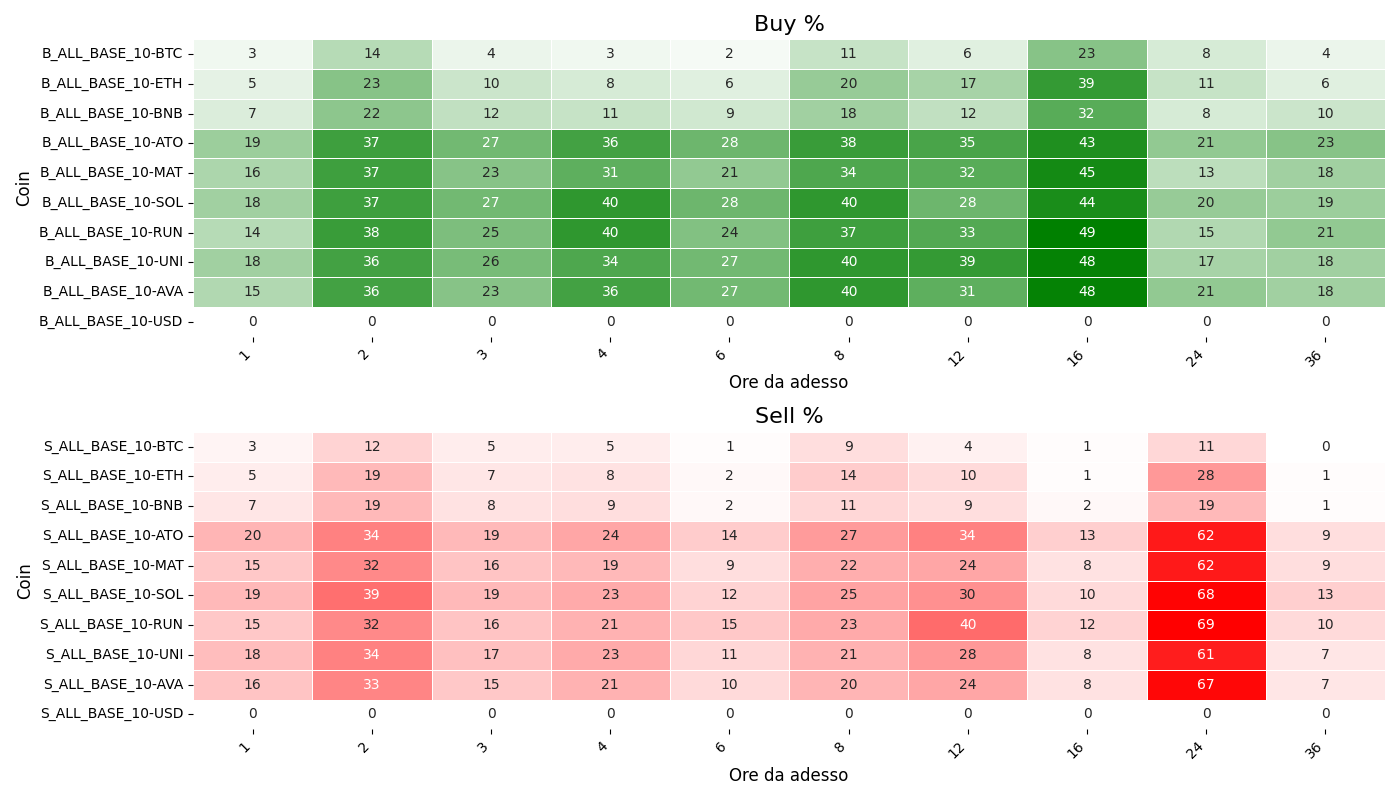 Buy %
Coin
B_ALL_BASE_10-BTC 3 14 4 3 2 11 6 23 8 4
B_ALL_BASE_10-ETH 5 23 10 8 6 20 17 39 11 6
B_ALL_BASE_10-BNB 7 22 12 11 9 18 12 32 8 10
B_ALL_BASE_10-ATO 19 37 27 36 28 38 35 43 21 23
B_ALL_BASE_10-MAT 16 37 23 31 21 34 32 45 13 18
B_ALL_BASE_10-SOL 18 37 27 40 28 40 28 44 20 19
B_ALL_BASE_10-RUN 14 38 25 40 24 37 33 49 15 21
B_ALL_BASE_10-UNI 18 36 26 34 27 40 39 48 17 18
B_ALL_BASE_10-AVA 15 36 23 36 27 40 31 48 21 18
B_ALL_BASE_10-USD 0 0 0 0 0 0 0 0 0 0
1 2 3 4 6 8 12 16 24 36
Ore da adesso
Sell %
Coin
S_ALL_BASE_10-BTC 3 12 5 5 1 9 4 1 11 0
S_ALL_BASE_10-ETH 5 19 7 8 2 14 10 1 28 1
S_ALL_BASE_10-BNB 7 19 8 9 2 11 9 2 19 1
S_ALL_BASE_10-ATO 20 34 19 24 14 27 34 13 62 9
S_ALL_BASE_10-MAT 15 32 16 19 9 22 24 8 62 9
S_ALL_BASE_10-SOL 19 39 19 23 12 25 30 10 68 13
S_ALL_BASE_10-RUN 15 32 16 21 15 23 40 12 69 10
S_ALL_BASE_10-UNI 18 34 17 23 11 21 28 8 61 7
S_ALL_BASE_10-AVA 16 33 15 21 10 20 24 8 67 7
S_ALL_BASE_10-USD 0 0 0 0 0 0 0 0 0 0
1 2 3 4 6 8 12 16 24 36
Ore da adesso